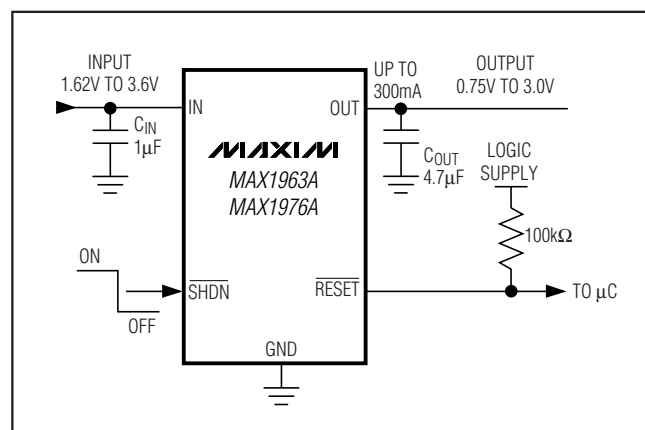 INPUT
1.62V TO 3.6V
UP TO
300mA
OUTPUT
0.75V TO 3.0V
IN
OUT
CIN
1µF
MAXIM
MAX1963A
MAX1976A
COUT
4.7µF
LOGIC
SUPPLY
100kΩ
ON
OFF
SHDN
RESET
TO µC
GND